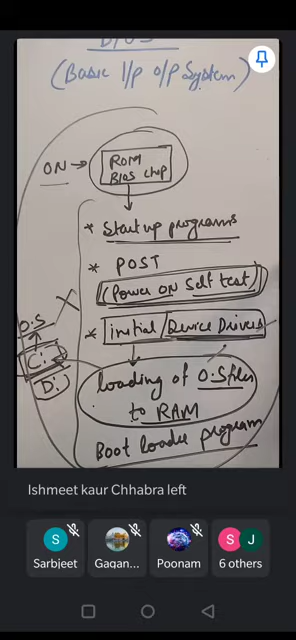 BIOS
(Basic I/p O/p System)
ON → ROM
BIOS chip
* Start up programs
* POST
(Power ON Self test)
* initial / Device Drivers
O.S
C:
D:
loading of O.S files
to RAM
Boot loader program
Ishmeet kaur Chhabra left
S
S J
Sarbjeet
Gagan...
Poonam
6 others